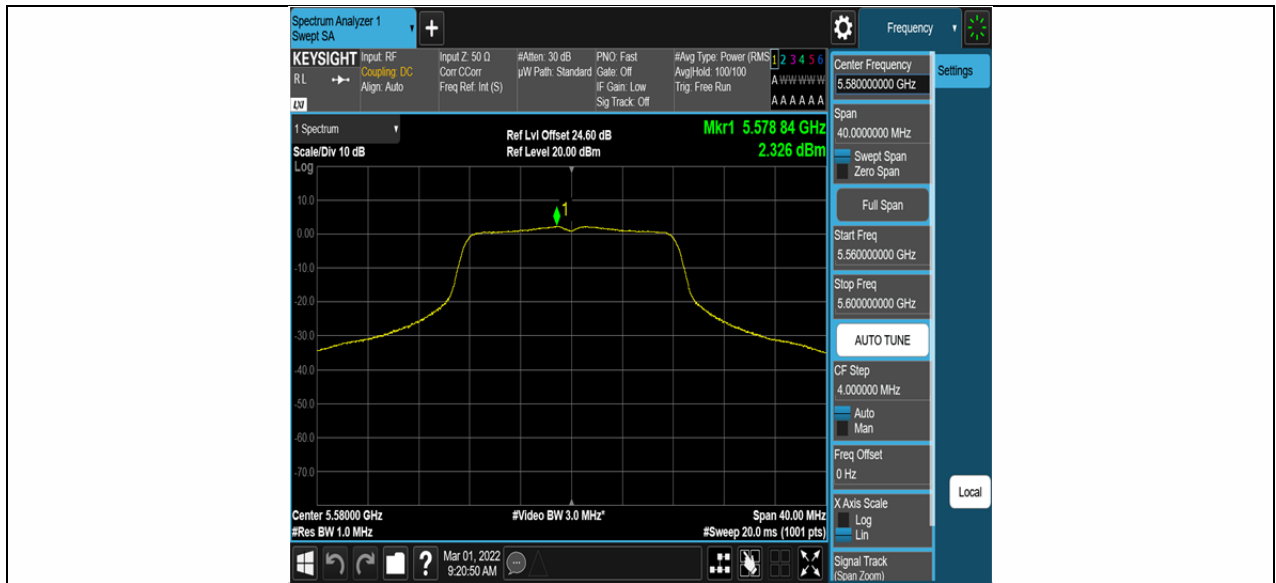 Spectrum Analyzer 1
Swept SA
+
Frequency
KEYSIGHT
RL
LXI
Input: RF
Coupling: DC
Align: Auto
Input Z: 50 Ω
Corr CCorr
Freq Ref: Int (S)
#Atten: 30 dB
µW Path: Standard
PNO: Fast
Gate: Off
IF Gain: Low
Sig Track: Off
#Avg Type: Power (RMS
Avg|Hold: 100/100
Trig: Free Run
1 2 3 4 5 6
A W W W W W
A A A A A A
1 Spectrum
Scale/Div 10 dB
Log
Ref Lvl Offset 24.60 dB
Ref Level 20.00 dBm
Mkr1 5.578 84 GHz
2.326 dBm
1
10.0
0.00
-10.0
-20.0
-30.0
-40.0
-50.0
-60.0
-70.0
Center 5.58000 GHz
#Res BW 1.0 MHz
#Video BW 3.0 MHz*
Span 40.00 MHz
#Sweep 20.0 ms (1001 pts)
Center Frequency
5.580000000 GHz
Span
40.0000000 MHz
Swept Span
Zero Span
Full Span
Start Freq
5.560000000 GHz
Stop Freq
5.600000000 GHz
AUTO TUNE
CF Step
4.000000 MHz
Auto
Man
Freq Offset
0 Hz
X Axis Scale
Log
Lin
Signal Track
(Span Zoom)
Settings
Local
?
Mar 01, 2022
9:20:50 AM